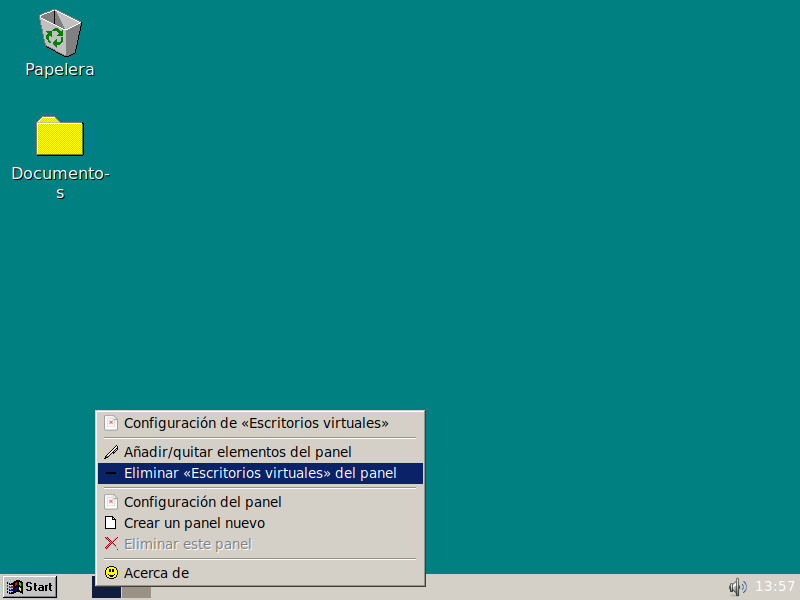 Papelera
Documento-
s
Configuración de «Escritorios virtuales»
Añadir/quitar elementos del panel
Eliminar «Escritorios virtuales» del panel
Configuración del panel
Crear un panel nuevo
Eliminar este panel
Acerca de
Start
13:57